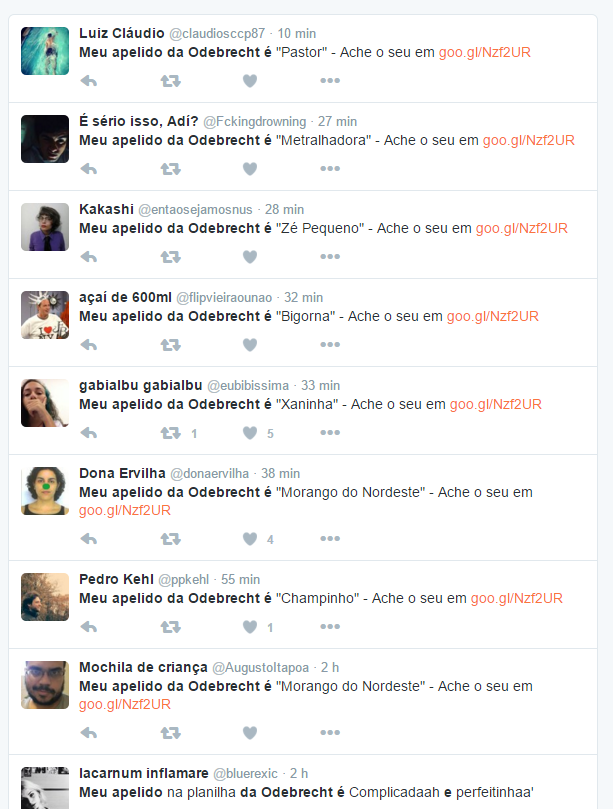 Luiz Cláudio @claudiosccp87 · 10 min
Meu apelido da Odebrecht é "Pastor" - Ache o seu em goo.gl/Nzf2UR
É sério isso, Adí? @Fckingdrowning · 27 min
Meu apelido da Odebrecht é "Metralhadora" - Ache o seu em goo.gl/Nzf2UR
Kakashi @entaosejamosnus · 28 min
Meu apelido da Odebrecht é "Zé Pequeno" - Ache o seu em goo.gl/Nzf2UR
açaí de 600ml @flipvieiraounao · 32 min
Meu apelido da Odebrecht é "Bigorna" - Ache o seu em goo.gl/Nzf2UR
gabialbu gabialbu @eubibissima · 33 min
Meu apelido da Odebrecht é "Xaninha" - Ache o seu em goo.gl/Nzf2UR
1 5
Dona Ervilha @donaervilha · 38 min
Meu apelido da Odebrecht é "Morango do Nordeste" - Ache o seu em
goo.gl/Nzf2UR
4
Pedro Kehl @ppkehl · 55 min
Meu apelido da Odebrecht é "Champinho" - Ache o seu em goo.gl/Nzf2UR
1
Mochila de criança @AugustoItapoa · 2 h
Meu apelido da Odebrecht é "Morango do Nordeste" - Ache o seu em
goo.gl/Nzf2UR
lacarnum inflamare @bluerexic · 2 h
Meu apelido na planilha da Odebrecht é Complicadaah e perfeitinhaa'